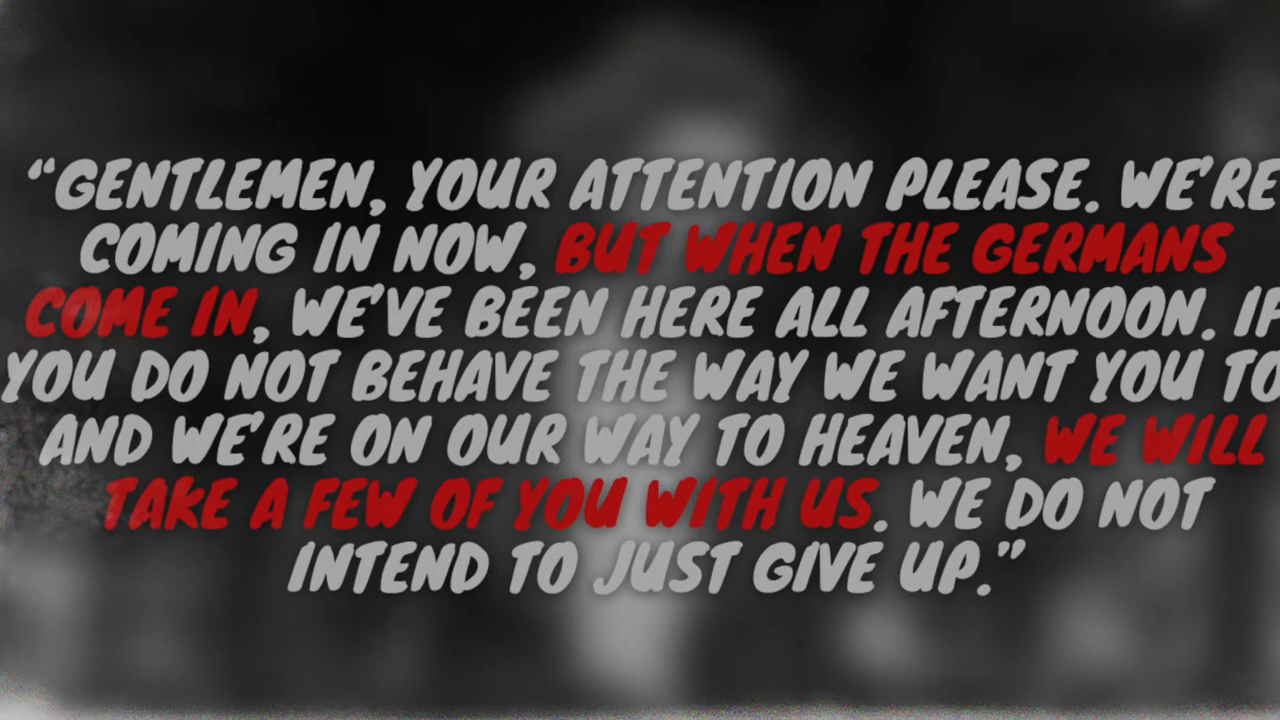 “GENTLEMEN, YOUR ATTENTION PLEASE. WE'RE
COMING IN NOW, BUT WHEN THE GERMANS
COME IN, WE'VE BEEN HERE ALL AFTERNOON. IF
YOU DO NOT BEHAVE THE WAY WE WANT YOU TO
AND WE'RE ON OUR WAY TO HEAVEN, WE WILL
TAKE A FEW OF YOU WITH US. WE DO NOT
INTEND TO JUST GIVE UP.”